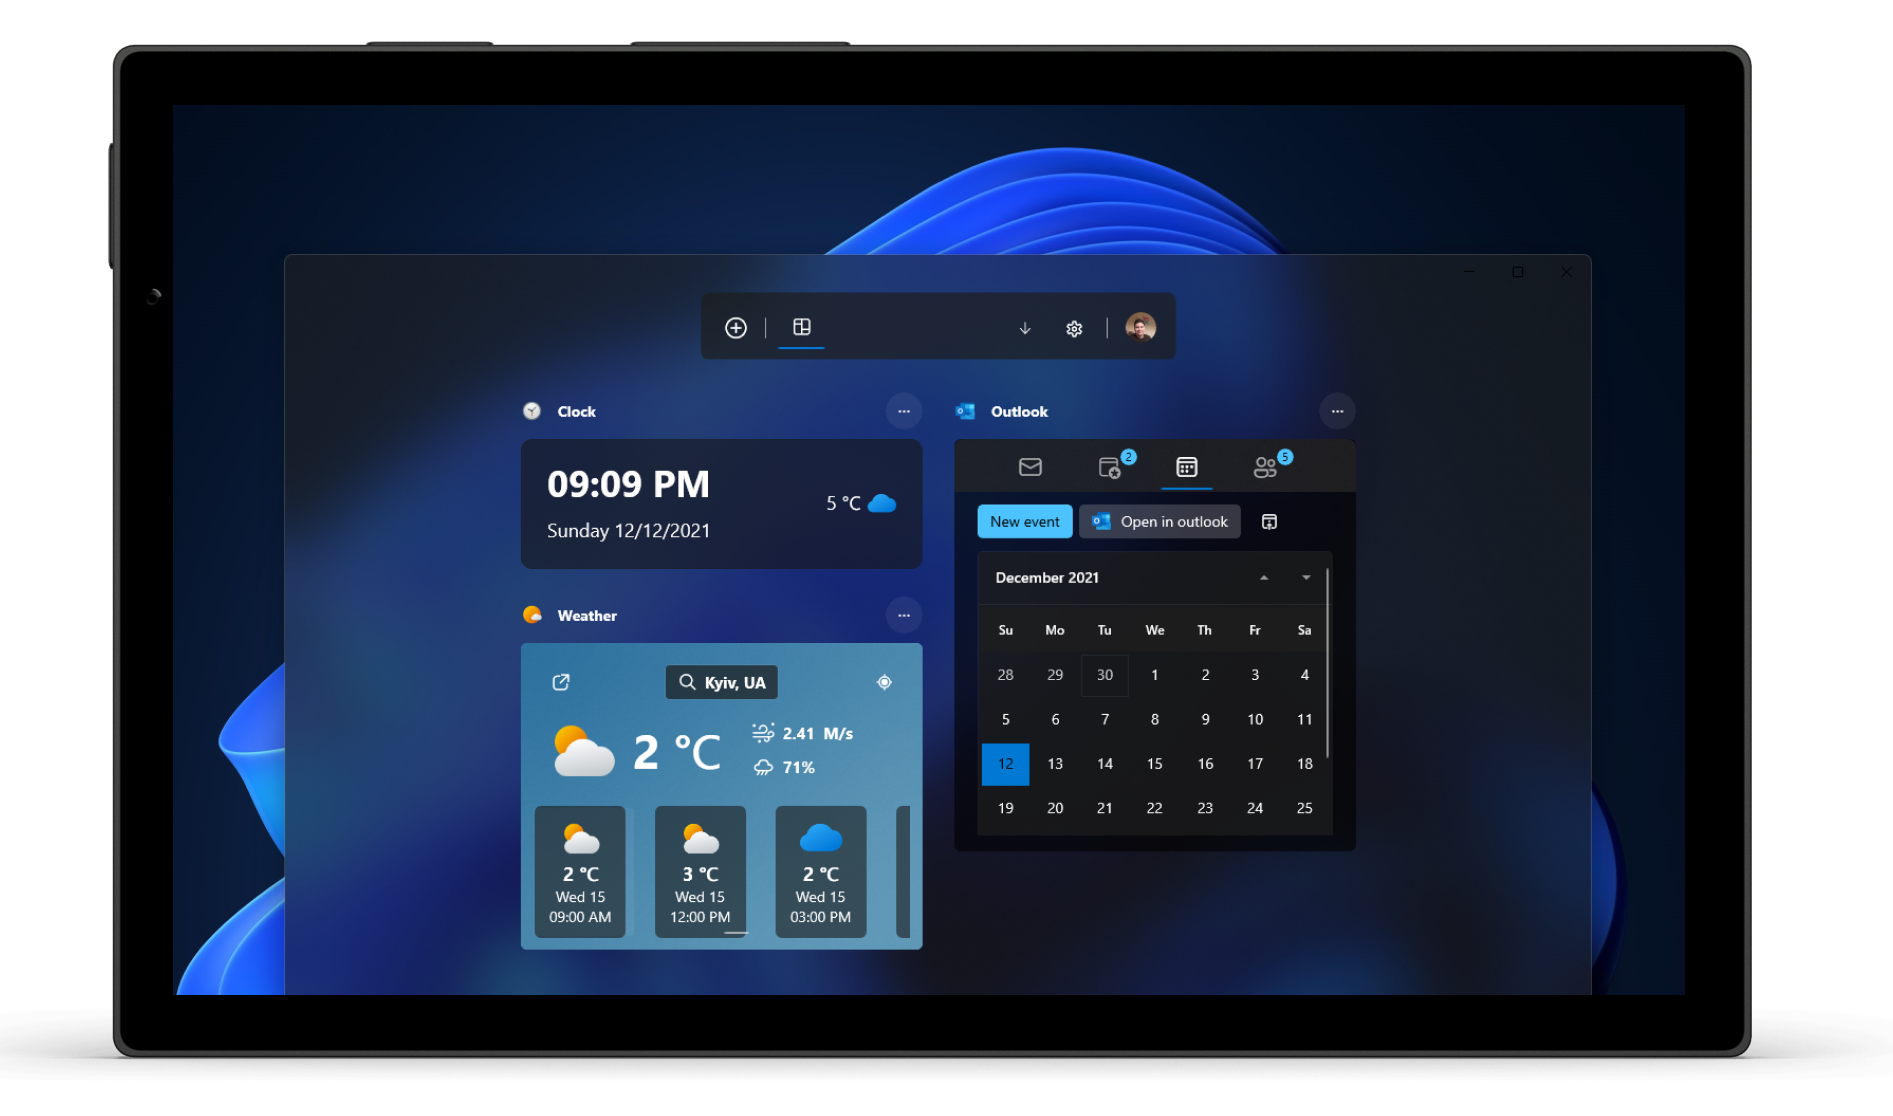 Clock
···
09:09 PM
Sunday 12/12/2021
5 °C
Weather
···
Kyiv, UA
2 °C
2.41 M/s
71%
2 °C
Wed 15
09:00 AM
3 °C
Wed 15
12:00 PM
2 °C
Wed 15
03:00 PM
Outlook
···
2
5
New event
Open in outlook
December 2021
Su Mo Tu We Th Fr Sa
28 29 30 1 2 3 4
5 6 7 8 9 10 11
12 13 14 15 16 17 18
19 20 21 22 23 24 25